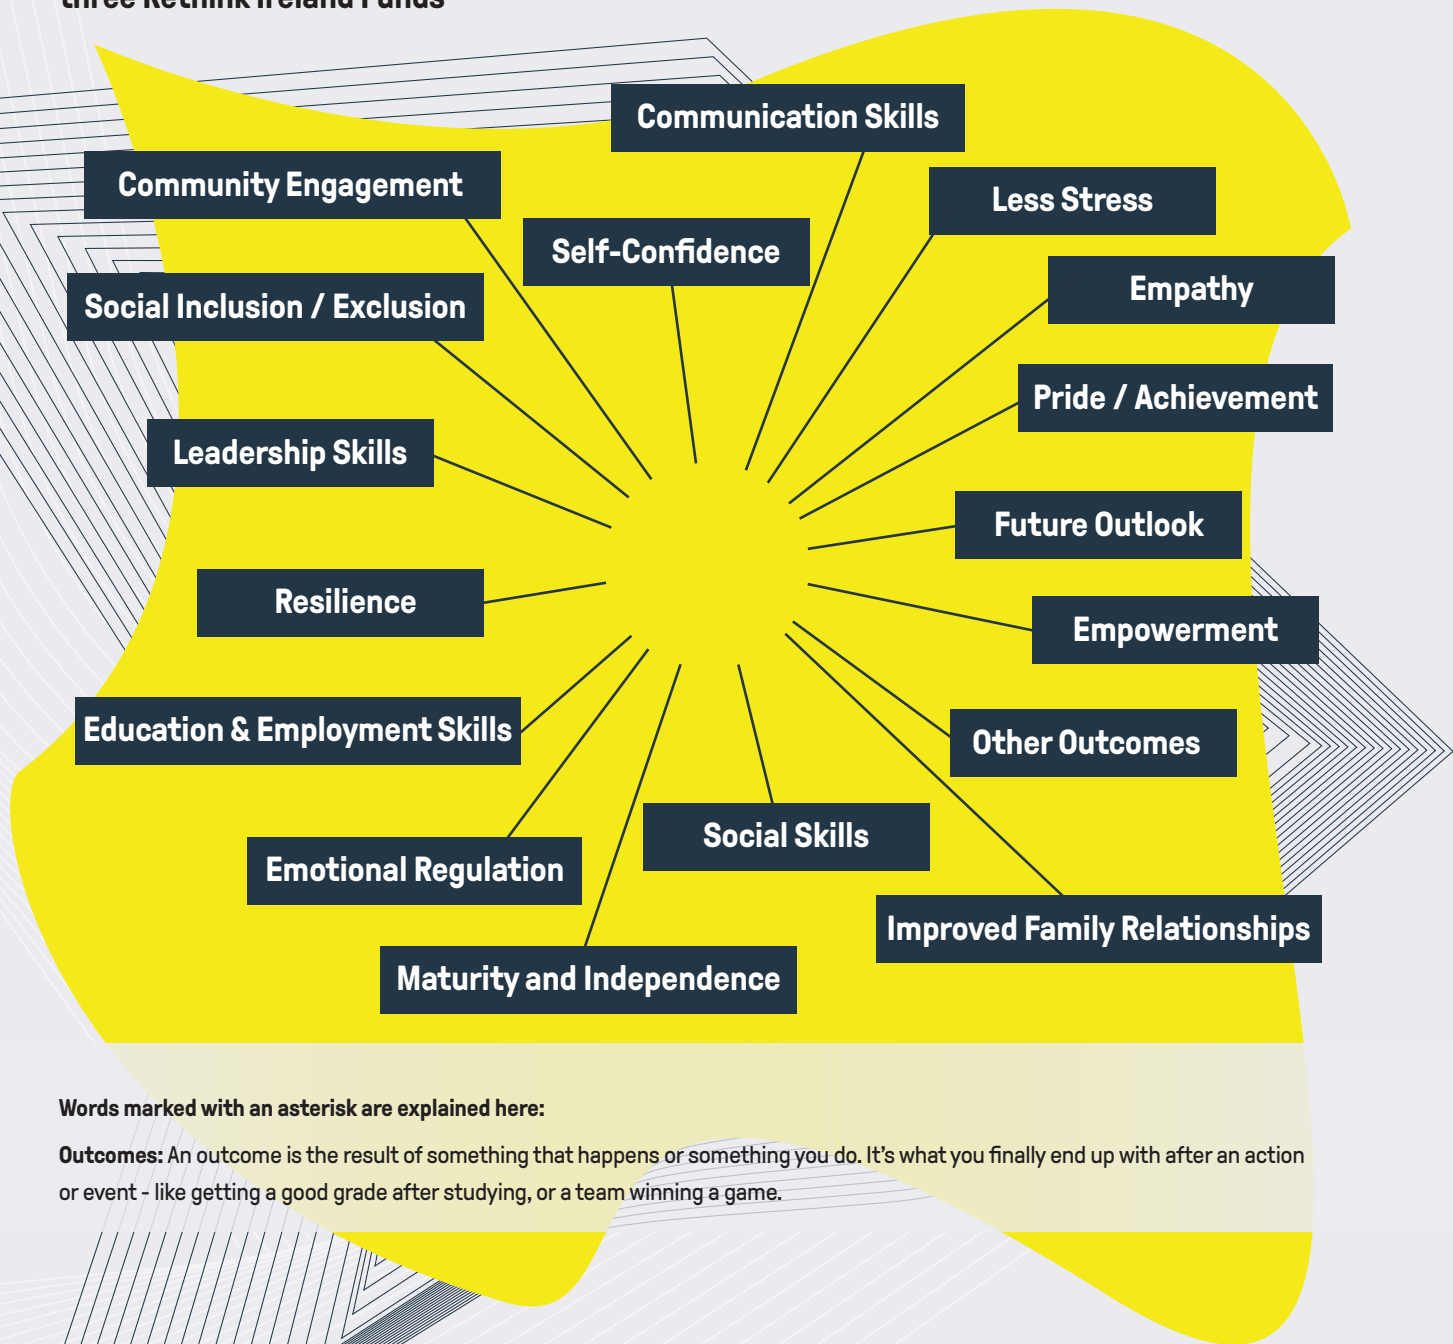 three Rethink Ireland Funds
Communication Skills
Community Engagement
Less Stress
Self-Confidence
Empathy
Social Inclusion / Exclusion
Pride / Achievement
Leadership Skills
Future Outlook
Resilience
Empowerment
Education & Employment Skills
Other Outcomes
Social Skills
Emotional Regulation
Improved Family Relationships
Maturity and Independence
Words marked with an asterisk are explained here:
Outcomes: An outcome is the result of something that happens or something you do. It's what you finally end up with after an action
or event - like getting a good grade after studying, or a team winning a game.